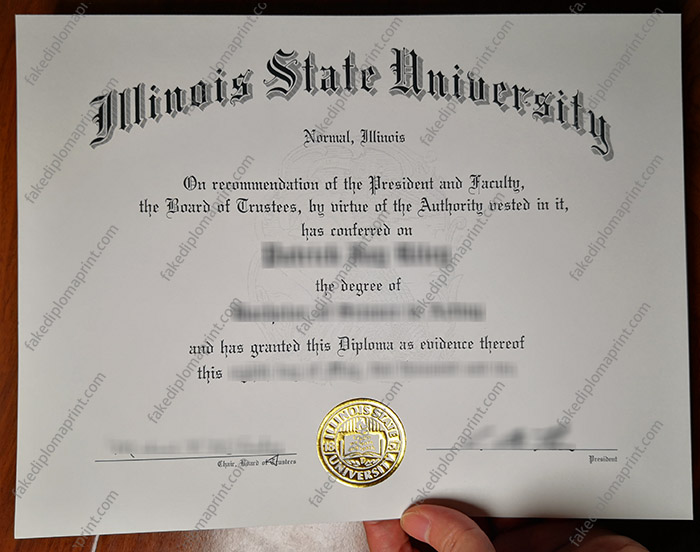 Illinois State University
Normal, Illinois
On recommendation of the President and Faculty,
the Board of Trustees, by virtue of the Authority vested in it,
has conferred on
the degree of
and has granted this Diploma as evidence thereof
this
ILLINOIS STATE
UNIVERSITY
Chair, Board of Trustees
President
fakediplomaprint.com